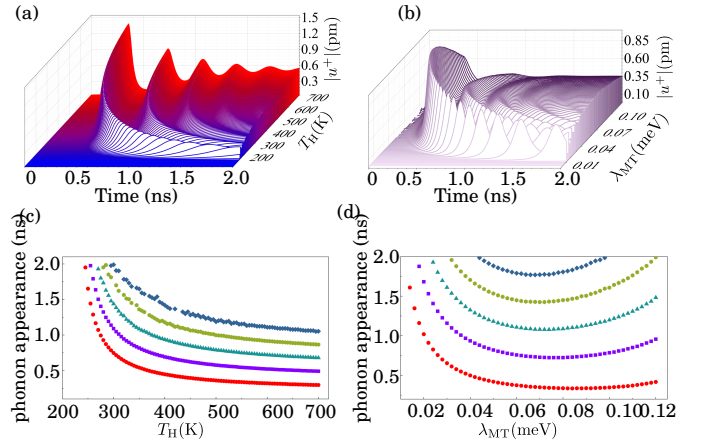 (a)
1.5
1.2
0.9
0.6
0.3
|u⁺|(pm)
700
600
500
400
300
200
T_H(K)
0 0.5 1.0 1.5 2.0
Time (ns)
(b)
0.85
0.60
0.35
0.10
|u⁺|(pm)
0.10
0.07
0.04
0.01
λ_MT(meV)
0 0.5 1.0 1.5 2.0
Time (ns)
(c)
phonon appearance (ns)
2.0
1.5
1.0
0.5
200 300 400 500 600 700
T_H(K)
(d)
phonon appearance (ns)
2.0
1.5
1.0
0.5
0.02 0.04 0.06 0.08 0.10 0.12
λ_MT(meV)